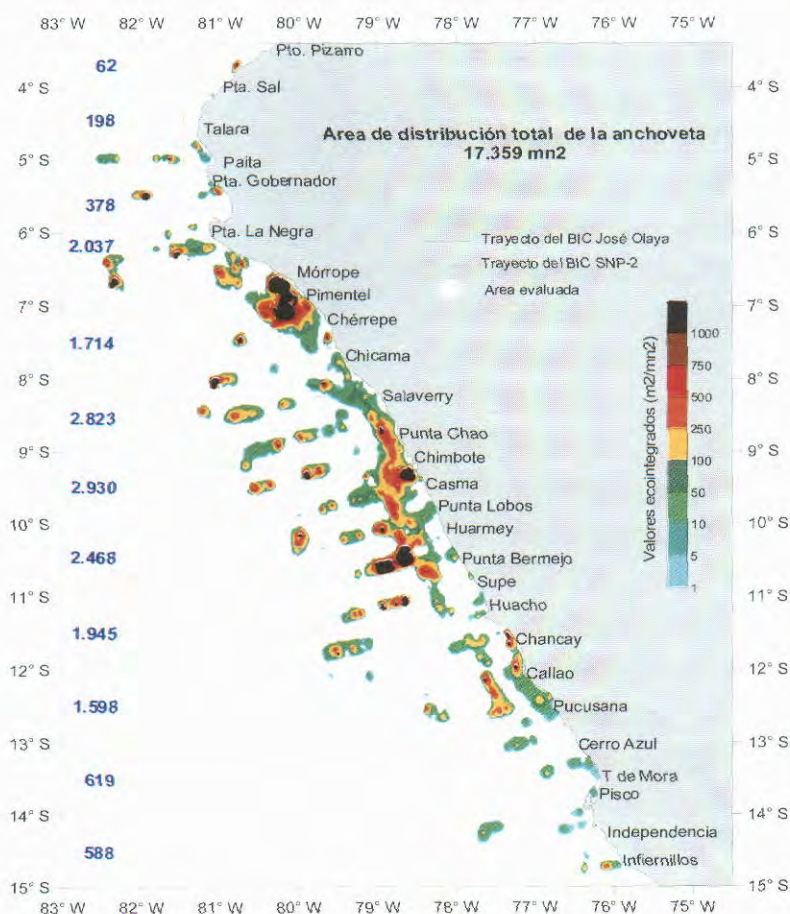 83° W 82° W 81° W 80° W 79° W 78° W 77° W 76° W 75° W
Pto. Pizarro
62
4° S
Pta. Sal
4° S
198
Talara
Area de distribución total de la anchoveta
17.359 mn2
5° S
Paita
5° S
Pta. Gobernador
378
6° S
Pta. La Negra
6° S
2.037
Trayecto del BIC José Olaya
Trayecto del BIC SNP-2
Area evaluada
Mórrope
Pimentel
7° S
7° S
Chérrepe
1.714
Chicama
8° S
8° S
Salaverry
2.823
Punta Chao
9° S
9° S
Chimbote
2.930
Casma
Punta Lobos
10° S
10° S
Huarmey
2.468
Punta Bermejo
Supe
11° S
11° S
Huacho
1.945
Chancay
12° S
Callao
12° S
1.598
Pucusana
13° S
Cerro Azul
13° S
619
T de Mora
Pisco
14° S
14° S
Independencia
588
Infiernillos
15° S
15° S
83° W 82° W 81° W 80° W 79° W 78° W 77° W 76° W 75° W
Valores ecointegrados (m2/mn2)
1000
750
500
250
100
50
10
5
1